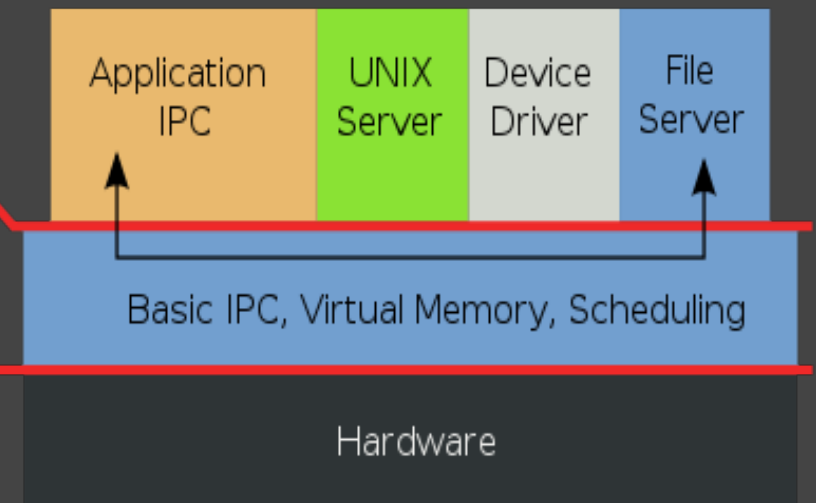 Application
IPC
UNIX
Server
Device
Driver
File
Server
Basic IPC, Virtual Memory, Scheduling
Hardware